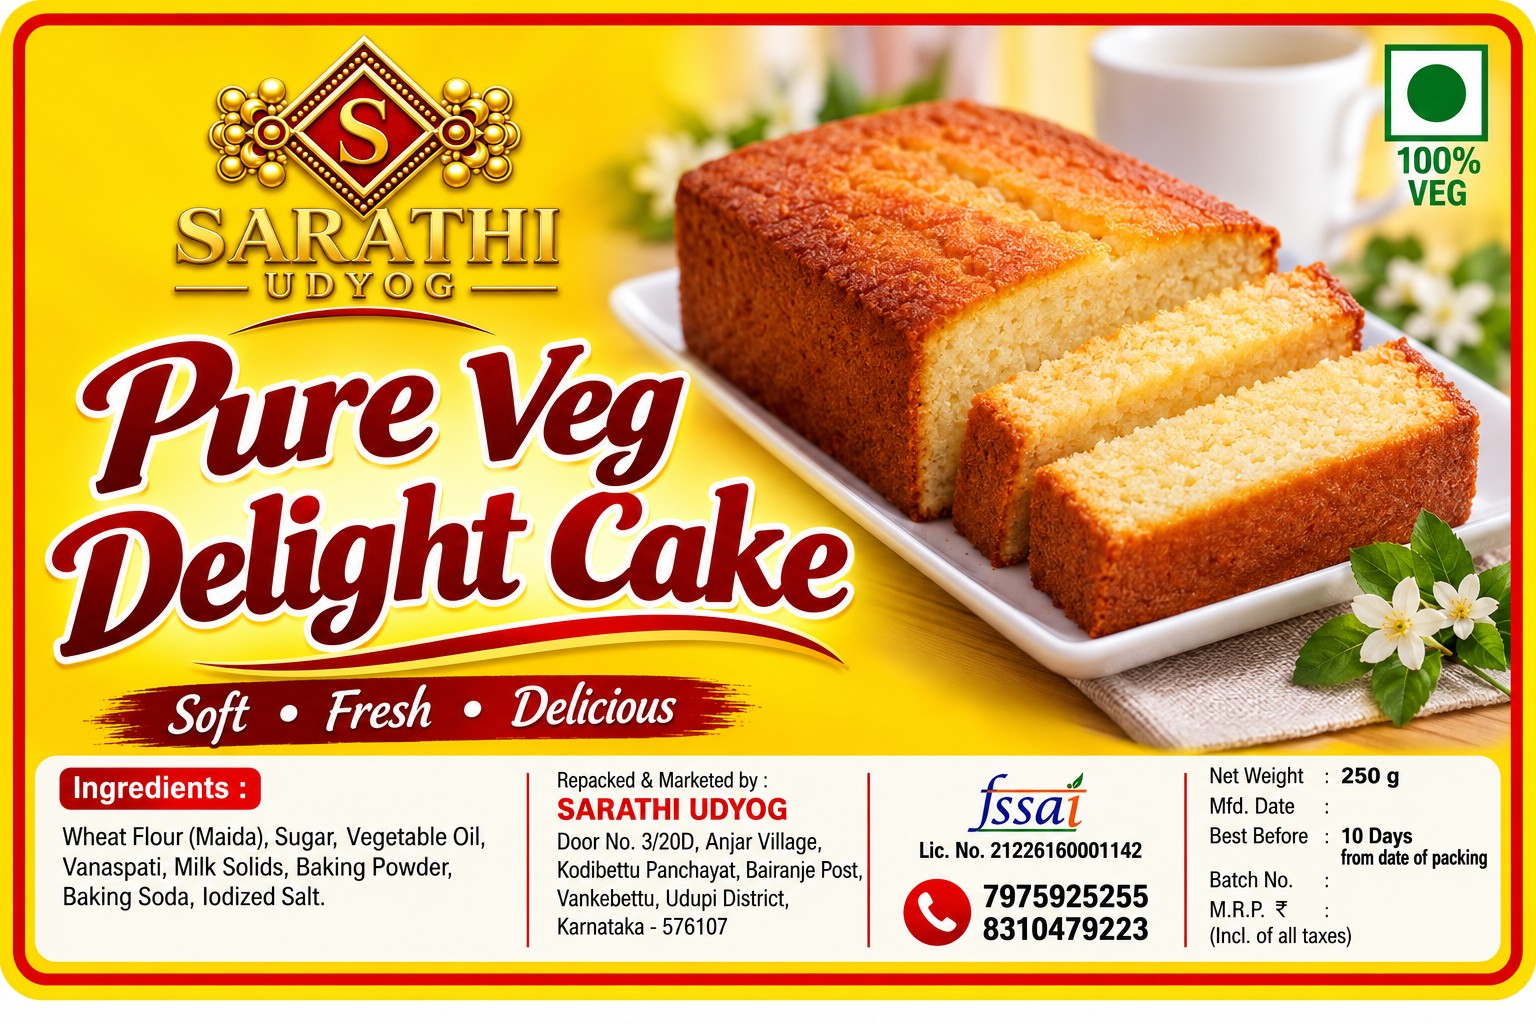 S
SARATHI
UDYOG
100%
VEG
Pure Veg
Delight Cake
Soft • Fresh • Delicious
Ingredients :
Wheat Flour (Maida), Sugar, Vegetable Oil,
Vanaspati, Milk Solids, Baking Powder,
Baking Soda, Iodized Salt.
Repacked & Marketed by :
SARATHI UDYOG
Door No. 3/20D, Anjar Village,
Kodibettu Panchayat, Bairanje Post,
Vankebettu, Udupi District,
Karnataka - 576107
fssai
Lic. No. 21226160001142
7975925255
8310479223
Net Weight : 250 g
Mfd. Date :
Best Before : 10 Days
from date of packing
Batch No. :
M.R.P. ₹ :
(Incl. of all taxes)